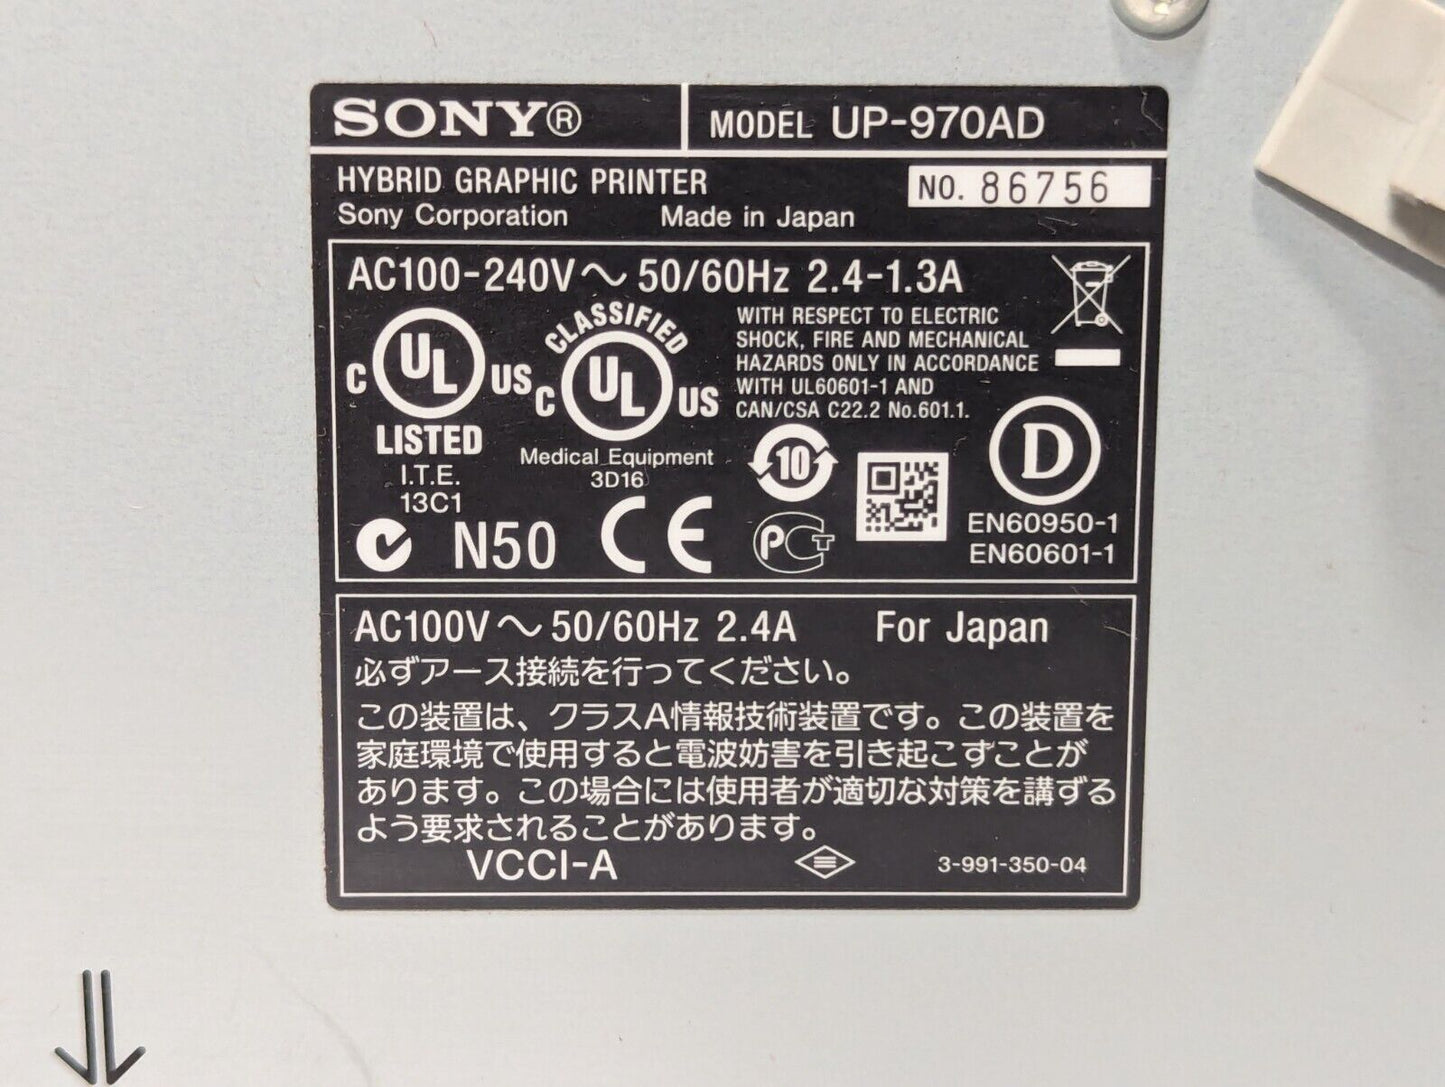 SONY® MODEL UP-970AD
HYBRID GRAPHIC PRINTER NO. 86756
Sony Corporation Made in Japan
AC100-240V〜50/60Hz 2.4-1.3A
WITH RESPECT TO ELECTRIC
SHOCK, FIRE AND MECHANICAL
HAZARDS ONLY IN ACCORDANCE
WITH UL60601-1 AND
CAN/CSA C22.2 No.601.1.
C UL US
LISTED
I.T.E.
13C1
CLASSIFIED
C UL US
Medical Equipment
3D16
10
D
EN60950-1
EN60601-1
N50 CE PCT
AC100V〜50/60Hz 2.4A For Japan
必ずアース接続を行ってください。
この装置は、クラスA情報技術装置です。この装置を
家庭環境で使用すると電波妨害を引き起こすことが
あります。この場合には使用者が適切な対策を講ずる
よう要求されることがあります。
VCCI-A 3-991-350-04